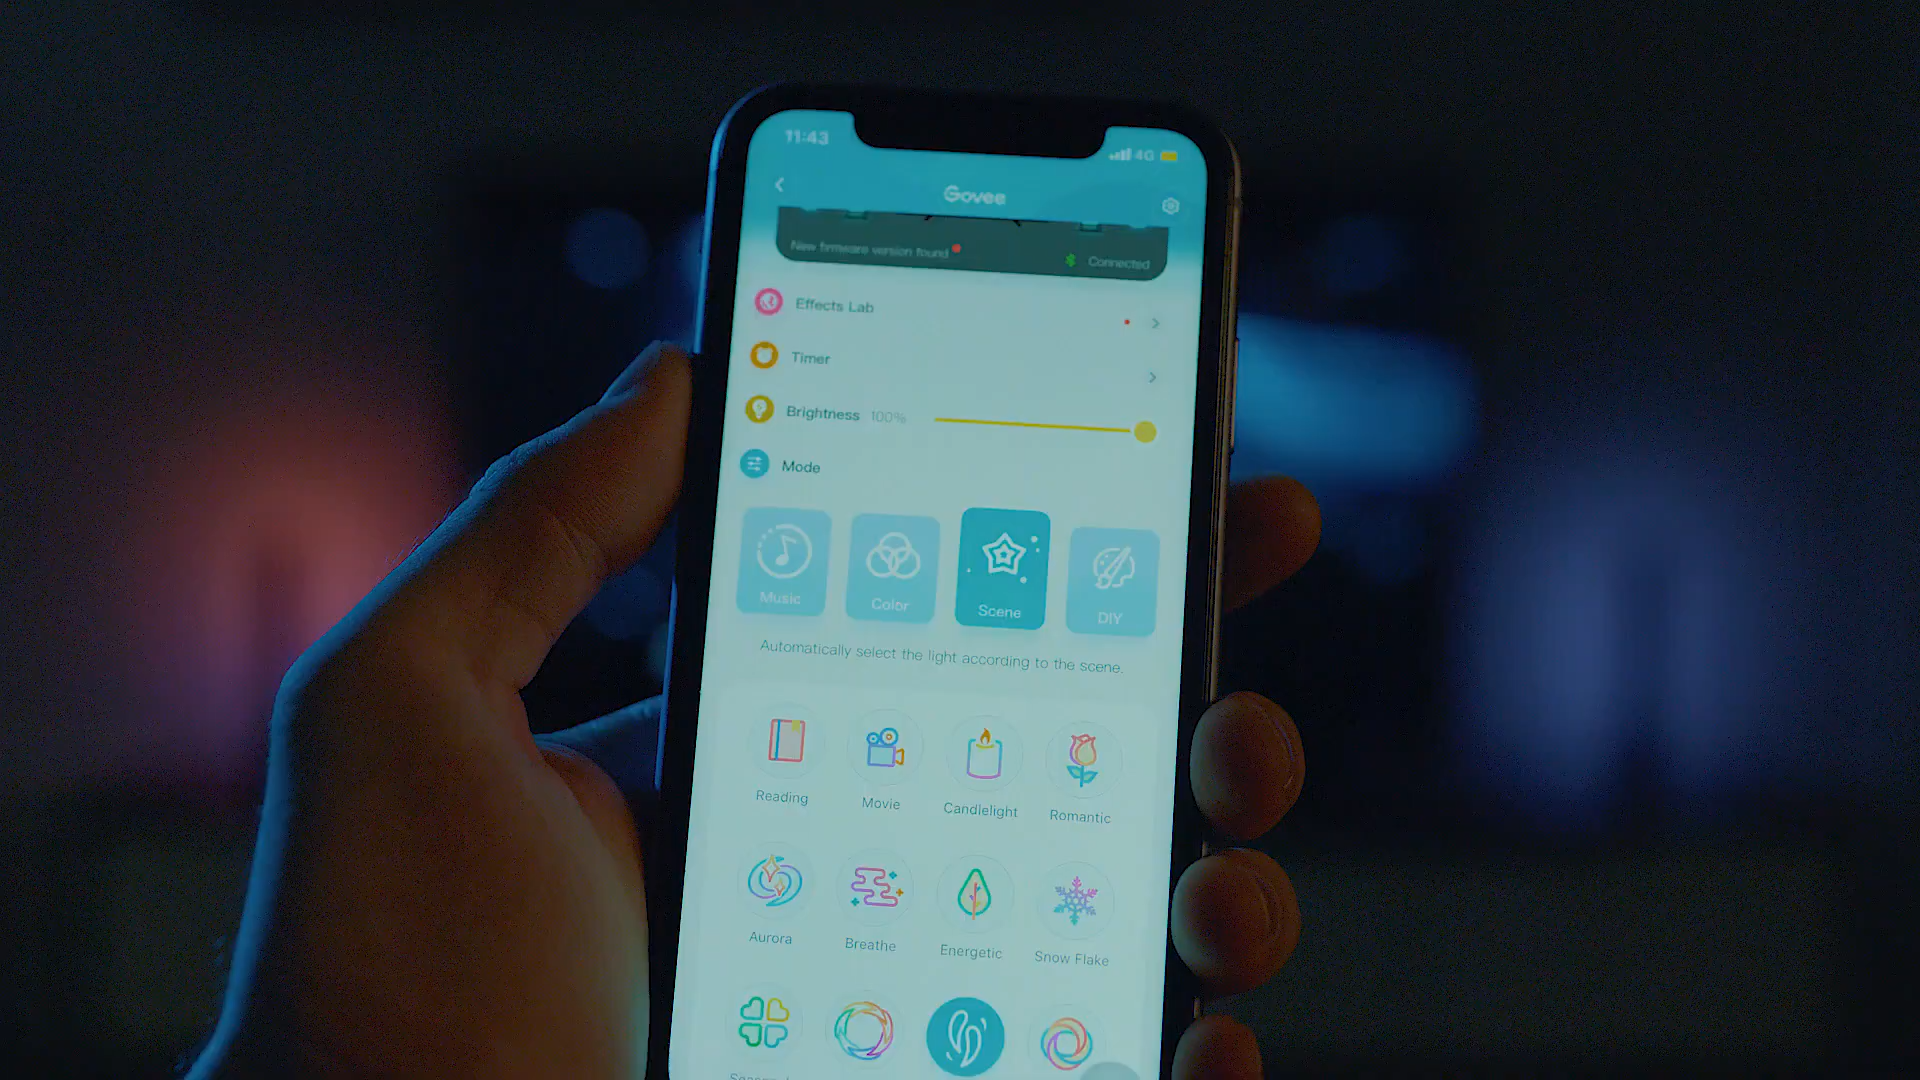 11:43
4G
Govee
New firmware version found
Connected
Effects Lab
Timer
Brightness 100%
Mode
Music Color Scene DIY
Automatically select the light according to the scene.
Reading Movie Candlelight Romantic
Aurora Breathe Energetic Snow Flake